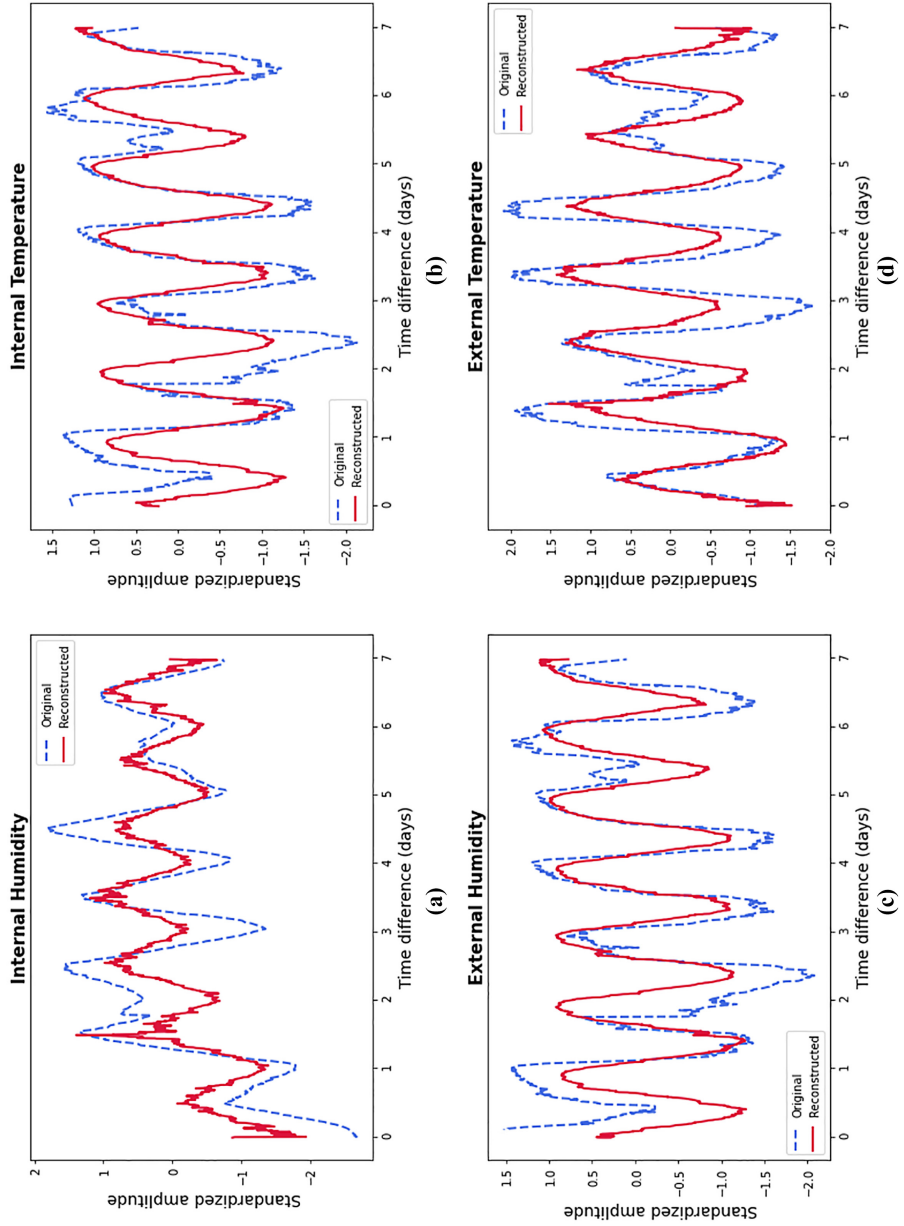 Internal Humidity
Original
Reconstructed
2
1
0
−1
−2
Standardized amplitude
0 1 2 3 4 5 6 7
Time difference (days)
(a)
Internal Temperature
Original
Reconstructed
1.5
1.0
0.5
0.0
−0.5
−1.0
−1.5
−2.0
Standardized amplitude
0 1 2 3 4 5 6 7
Time difference (days)
(b)
External Humidity
Original
Reconstructed
1.5
1.0
0.5
0.0
−0.5
−1.0
−1.5
−2.0
Standardized amplitude
0 1 2 3 4 5 6 7
Time difference (days)
(c)
External Temperature
Original
Reconstructed
2.0
1.5
1.0
0.5
0.0
−0.5
−1.0
−1.5
−2.0
Standardized amplitude
0 1 2 3 4 5 6 7
Time difference (days)
(d)